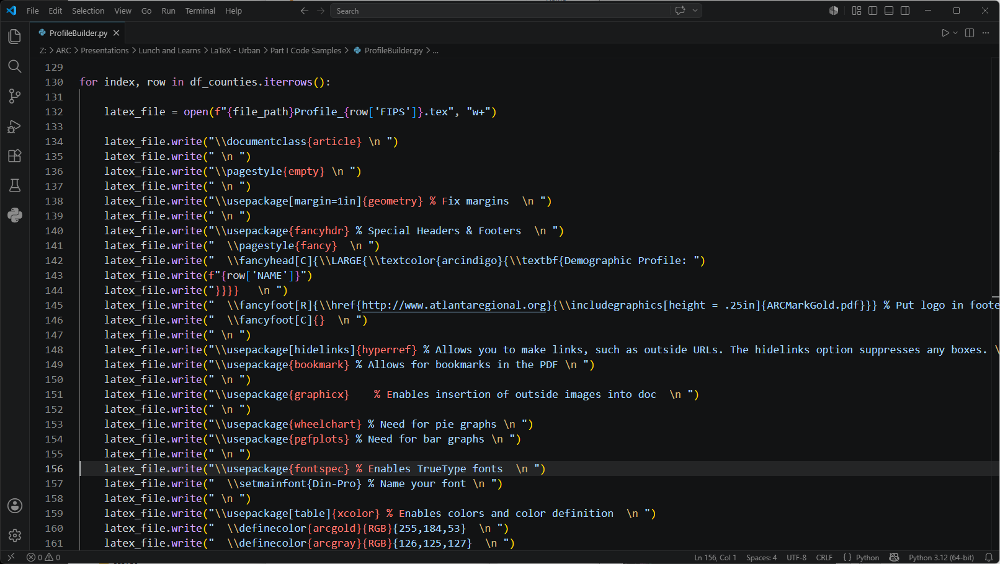 File Edit Selection View Go Run Terminal Help
Search
ProfileBuilder.py
Z: > ARC > Presentations > Lunch and Learns > LaTeX - Urban > Part I Code Samples > ProfileBuilder.py > ...
129
130 for index, row in df_counties.iterrows():
131
132 latex_file = open(f"{file_path}Profile_{row['FIPS']}.tex", "w+")
133
134 latex_file.write("\\documentclass{article} \n ")
135 latex_file.write(" \n ")
136 latex_file.write("\\pagestyle{empty} \n ")
137 latex_file.write(" \n ")
138 latex_file.write("\\usepackage[margin=1in]{geometry} % Fix margins  \n ")
139 latex_file.write(" \n ")
140 latex_file.write("\\usepackage{fancyhdr} % Special Headers & Footers  \n ")
141 latex_file.write("  \\pagestyle{fancy}  \n ")
142 latex_file.write("  \\fancyhead[C]{\\LARGE{\\textcolor{arcindigo}{\\textbf{Demographic Profile: ")
143 latex_file.write(f"{row['NAME']}")
144 latex_file.write("}}}}   \n ")
145 latex_file.write("  \\fancyfoot[R]{\\href{http://www.atlantaregional.org}{\\includegraphics[height = .25in]{ARCMarkGold.pdf}}} % Put logo in foote
146 latex_file.write("  \\fancyfoot[C]{}  \n ")
147 latex_file.write(" \n ")
148 latex_file.write("\\usepackage[hidelinks]{hyperref} % Allows you to make links, such as outside URLs. The hidelinks option suppresses any boxes. \
149 latex_file.write("\\usepackage{bookmark} % Allows for bookmarks in the PDF \n ")
150 latex_file.write(" \n ")
151 latex_file.write("\\usepackage{graphicx}    % Enables insertion of outside images into doc  \n ")
152 latex_file.write(" \n ")
153 latex_file.write("\\usepackage{wheelchart} % Need for pie graphs \n ")
154 latex_file.write("\\usepackage{pgfplots} % Need for bar graphs \n ")
155 latex_file.write(" \n ")
156 latex_file.write("\\usepackage{fontspec} % Enables TrueType fonts  \n ")
157 latex_file.write("  \\setmainfont{Din-Pro} % Name your font \n ")
158 latex_file.write(" \n ")
159 latex_file.write("\\usepackage[table]{xcolor} % Enables colors and color definition  \n ")
160 latex_file.write("  \\definecolor{arcgold}{RGB}{255,184,53}  \n ")
161 latex_file.write("  \\definecolor{arcgray}{RGB}{126,125,127}  \n ")
0 0 Ln 156, Col 1 Spaces: 4 UTF-8 CRLF { } Python Python 3.12 (64-bit)